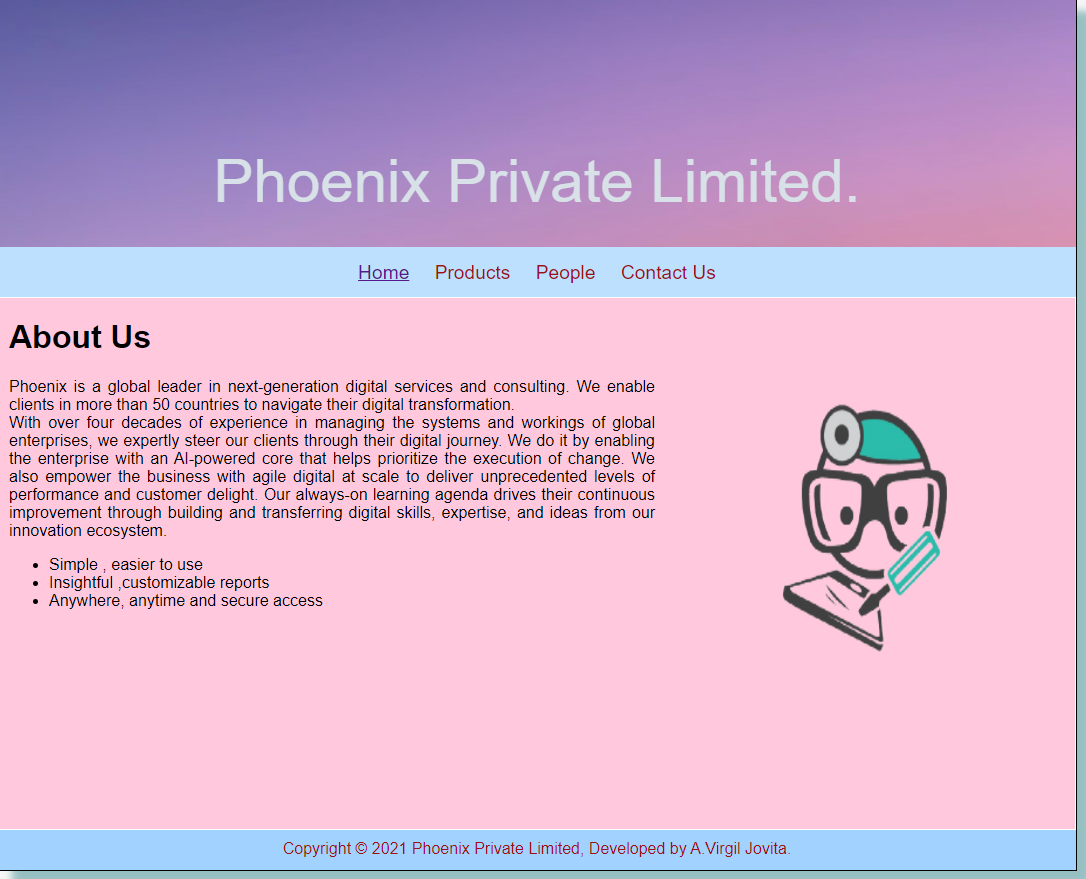 Phoenix Private Limited.
Home Products People Contact Us
About Us
Phoenix is a global leader in next-generation digital services and consulting. We enable
clients in more than 50 countries to navigate their digital transformation.
With over four decades of experience in managing the systems and workings of global
enterprises, we expertly steer our clients through their digital journey. We do it by enabling
the enterprise with an AI-powered core that helps prioritize the execution of change. We
also empower the business with agile digital at scale to deliver unprecedented levels of
performance and customer delight. Our always-on learning agenda drives their continuous
improvement through building and transferring digital skills, expertise, and ideas from our
innovation ecosystem.
• Simple , easier to use
• Insightful ,customizable reports
• Anywhere, anytime and secure access
Copyright © 2021 Phoenix Private Limited, Developed by A.Virgil Jovita.